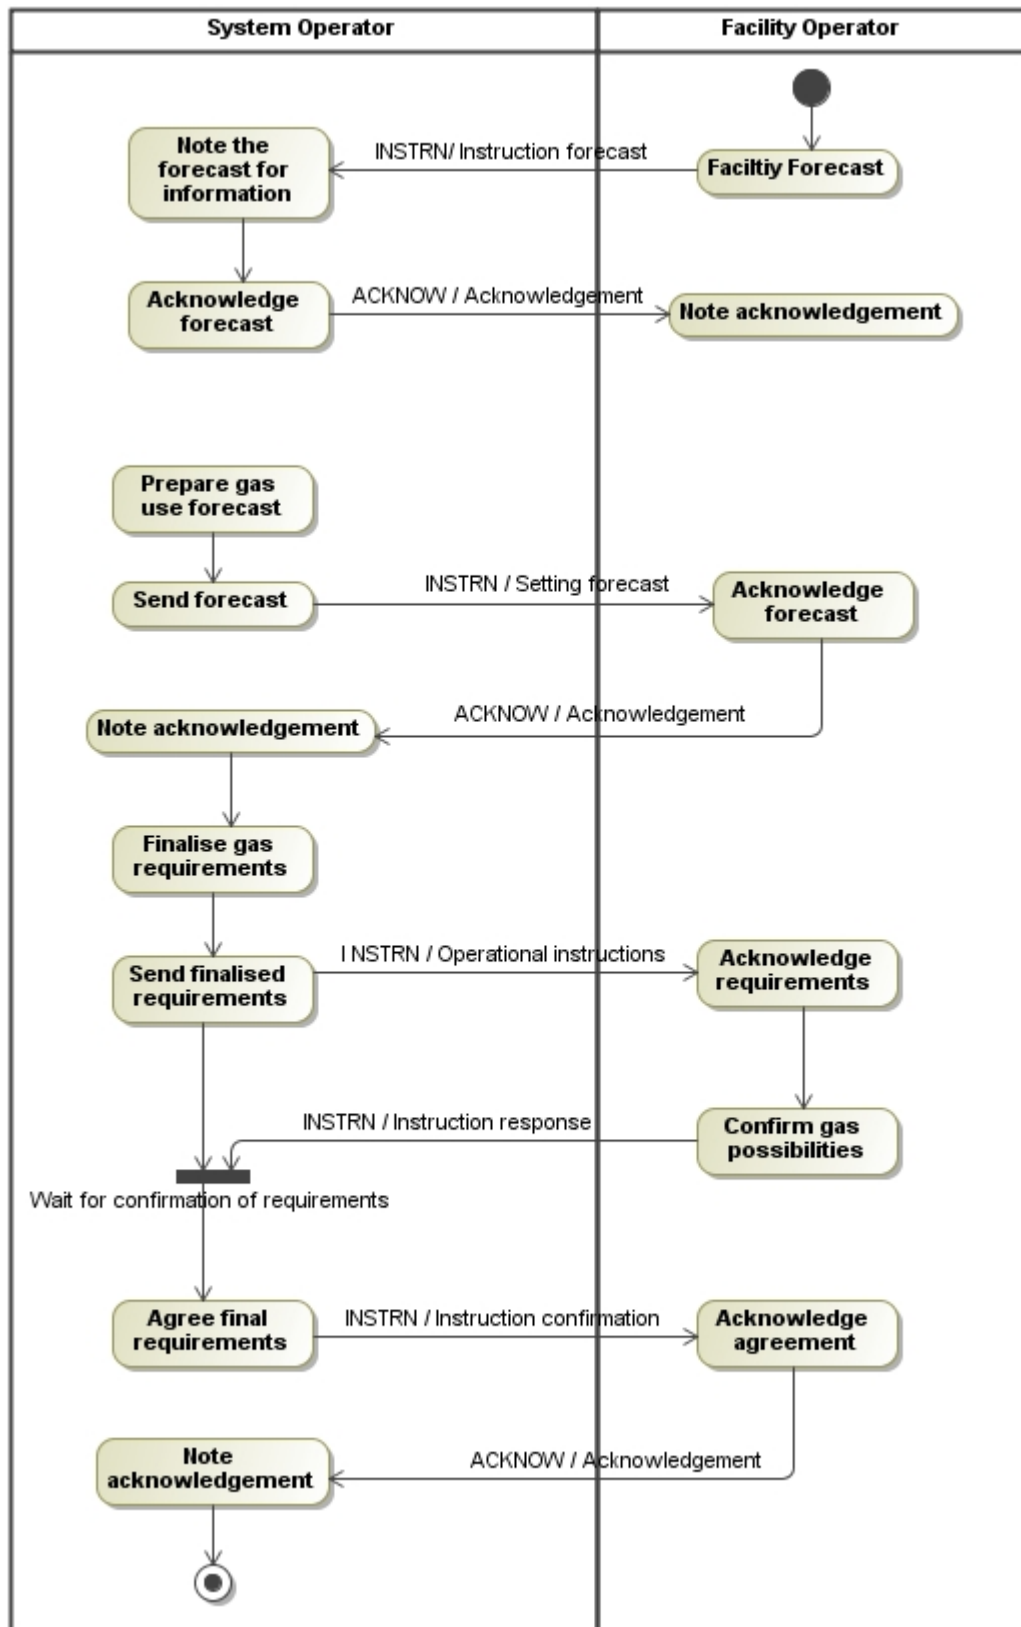 System Operator
Facility Operator
Note the
forecast for
information
INSTRN/ Instruction forecast
Faciltiy Forecast
Acknowledge
forecast
ACKNOW / Acknowledgement
Note acknowledgement
Prepare gas
use forecast
Send forecast
INSTRN / Setting forecast
Acknowledge
forecast
Note acknowledgement
ACKNOW / Acknowledgement
Finalise gas
requirements
Send finalised
requirements
I NSTRN / Operational instructions
Acknowledge
requirements
INSTRN / Instruction response
Confirm gas
possibilities
Wait for confirmation of requirements
Agree final
requirements
INSTRN / Instruction confirmation
Acknowledge
agreement
Note
acknowledgement
ACKNOW / Acknowledgement